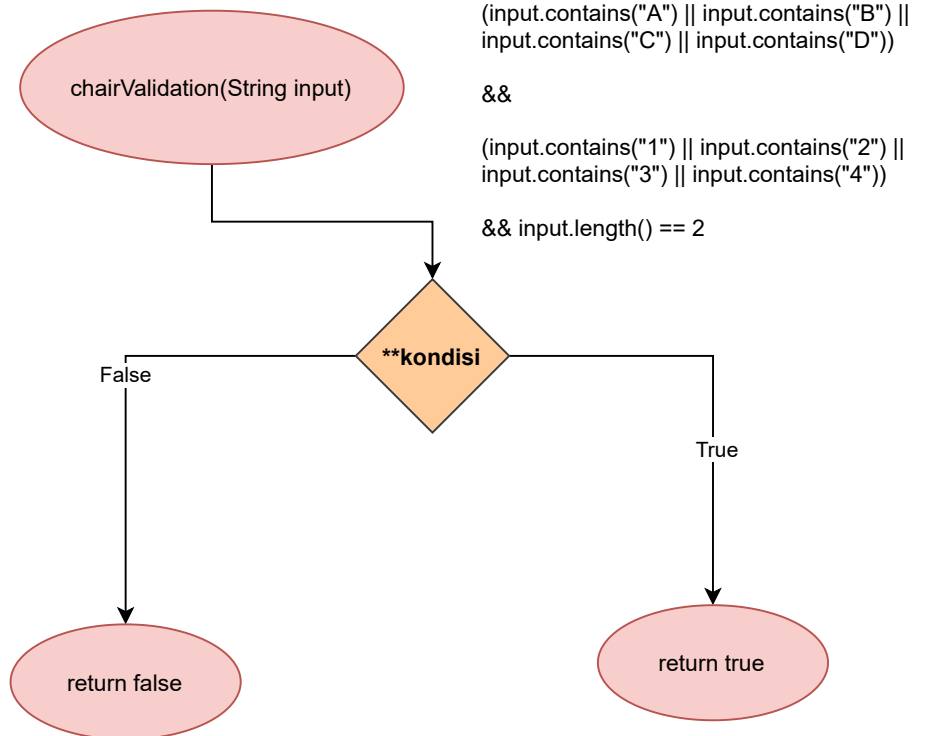 (input.contains("A") || input.contains("B") ||
input.contains("C") || input.contains("D"))
&&
(input.contains("1") || input.contains("2") ||
input.contains("3") || input.contains("4"))
&& input.length() == 2
chairValidation(String input)
**kondisi
False
True
return false
return true